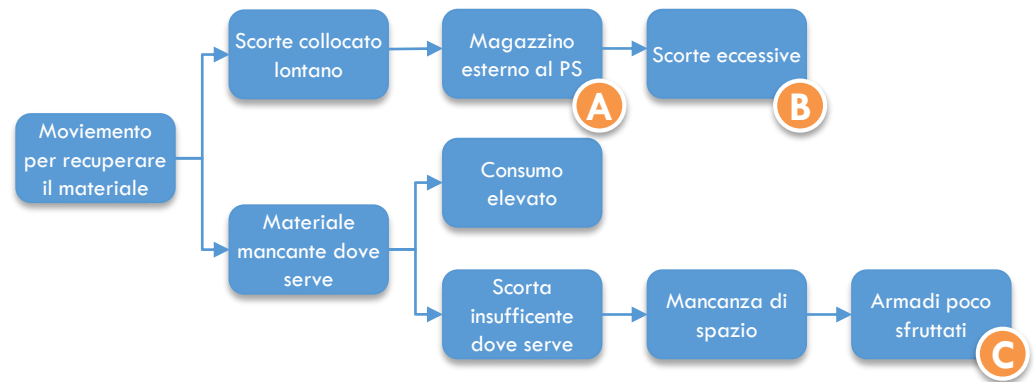 Scorte collocato
lontano
Magazzino
esterno al PS
A
Scorte eccessive
B
Moviemento
per recuperare
il materiale
Consumo
elevato
Materiale
mancante dove
serve
Scorta
insufficente
dove serve
Mancanza di
spazio
Armadi poco
sfruttati
C